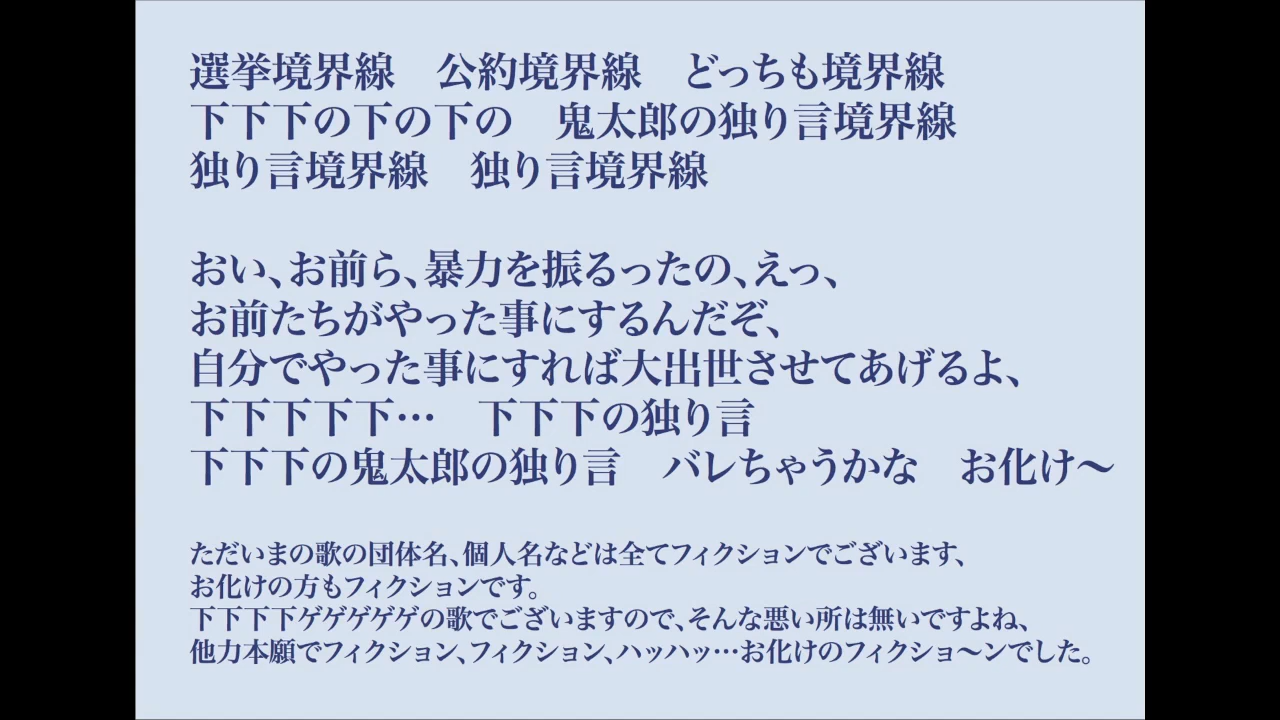 選挙境界線　公約境界線　どっちも境界線
下下下の下の下の　鬼太郎の独り言境界線
独り言境界線　独り言境界線
おい、お前ら、暴力を振るったの、えっ、
お前たちがやった事にするんだぞ、
自分でやった事にすれば大出世させてあげるよ、
下下下下下…　下下下の独り言
下下下の鬼太郎の独り言　バレちゃうかな　お化け〜
ただいまの歌の団体名、個人名などは全てフィクションでございます、
お化けの方もフィクションです。
下下下下ゲゲゲゲゲの歌でございますので、そんな悪い所は無いですよね、
他力本願でフィクション、フィクション、ハッハッ…お化けのフィクショ〜ンでした。